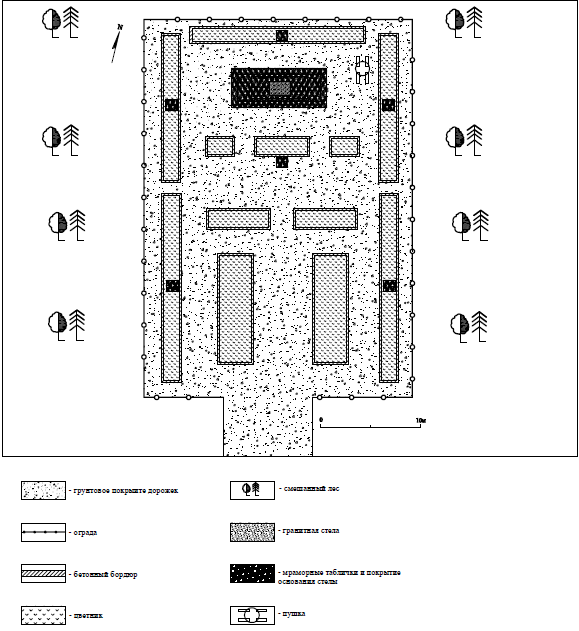 N
0 10м
- грунтовое покрытие дорожек
- смешанный лес
- ограда
- гранитная стела
- бетонный бордюр
- мраморные таблички и покрытие
основания стелы
- цветник
- пушка